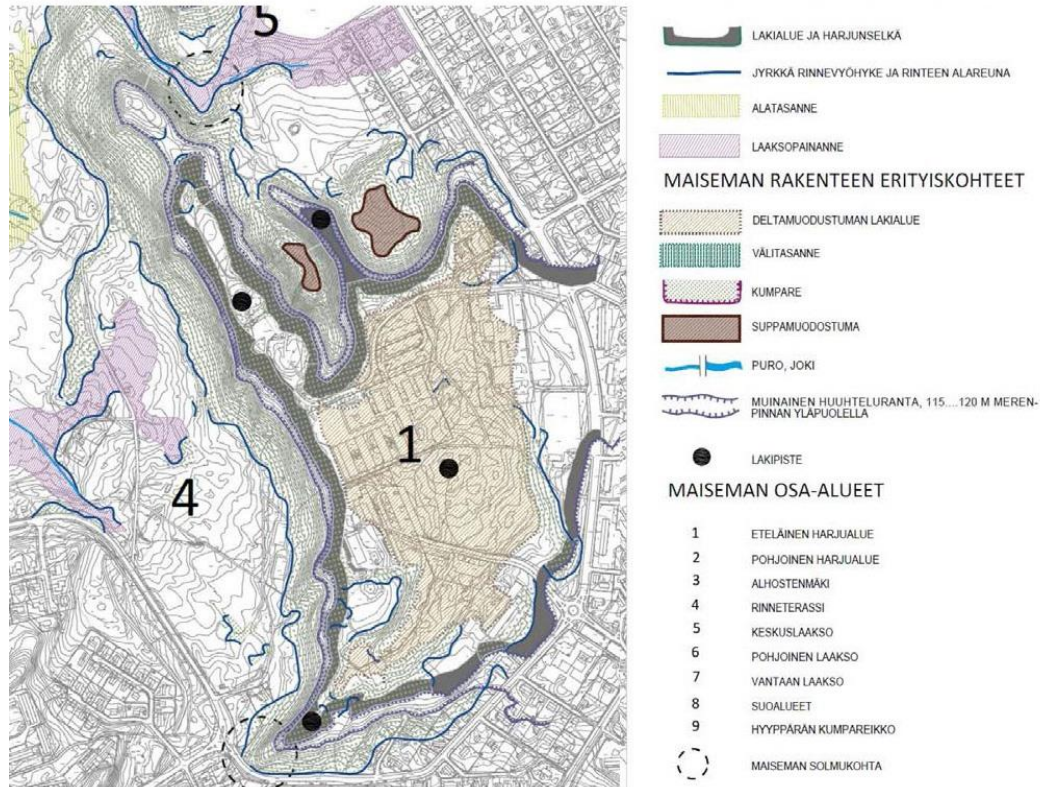 5
1
4
LAKIALUE JA HARJUNSELKÄ
JYRKKÄ RINNEVYÖHYKE JA RINTEEN ALAREUNA
ALATASANNE
LAAKSOPAINANNE
MAISEMAN RAKENTEEN ERITYISKOHTEET
DELTAMUODOSTUMAN LAKIALUE
VÄLITASANNE
KUMPARE
SUPPAMUODOSTUMA
PURO, JOKI
MUINAINEN HUUHTELURANTA, 115....120 M MEREN-
PINNAN YLÄPUOLELLA
LAKIPISTE
MAISEMAN OSA-ALUEET
1 ETELÄINEN HARJUALUE
2 POHJOINEN HARJUALUE
3 ALHOSTENMÄKI
4 RINNETERASSI
5 KESKUSLAAKSO
6 POHJOINEN LAAKSO
7 VANTAAN LAAKSO
8 SUOALUEET
9 HYYPPÄRÄN KUMPAREIKKO
MAISEMAN SOLMUKOHTA